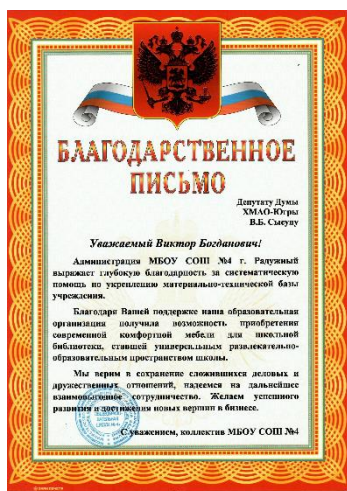 БЛАГОДАРСТВЕННОЕ
ПИСЬМО
Депутату Думы
ХМАО-Югры
В.Б. Сысуну
Уважаемый Виктор Богданович!
Администрация МБОУ СОШ №4 г. Радужный
выражает глубокую благодарность за систематическую
помощь по укреплению материально-технической базы
учреждения.
Благодаря Вашей поддержке наша образовательная
организация получила возможность приобретения
современной комфортной мебели для школьной
библиотеки, ставшей универсальным развлекательно-
образовательным пространством школы.
Мы верим в сохранение сложившихся деловых и
дружественных отношений, надеемся на дальнейшее
взаимовыгодное сотрудничество. Желаем успешного
развития и достижения новых вершин в бизнесе.
С уважением, коллектив МБОУ СОШ №4